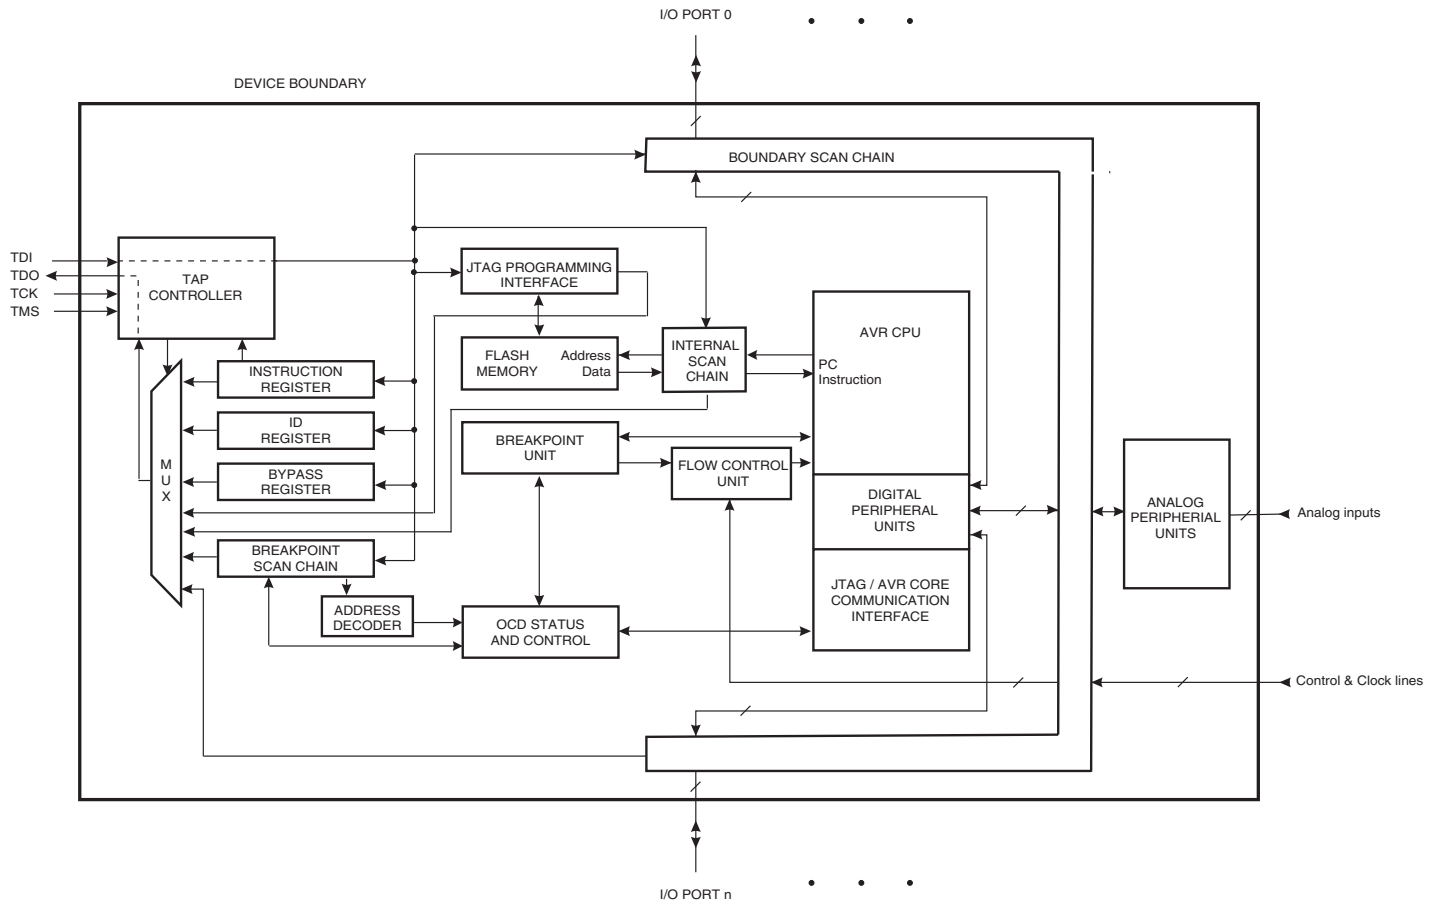 I/O PORT 0
DEVICE BOUNDARY
BOUNDARY SCAN CHAIN
TDI
TDO
TCK
TMS
TAP
CONTROLLER
JTAG PROGRAMMING
INTERFACE
AVR CPU
FLASH
MEMORY
Address
Data
INTERNAL
SCAN
CHAIN
PC
Instruction
INSTRUCTION
REGISTER
ID
REGISTER
BREAKPOINT
UNIT
FLOW CONTROL
UNIT
M
U
X
BYPASS
REGISTER
DIGITAL
PERIPHERAL
UNITS
ANALOG
PERIPHERIAL
UNITS
Analog inputs
BREAKPOINT
SCAN CHAIN
ADDRESS
DECODER
OCD STATUS
AND CONTROL
JTAG / AVR CORE
COMMUNICATION
INTERFACE
Control & Clock lines
I/O PORT n